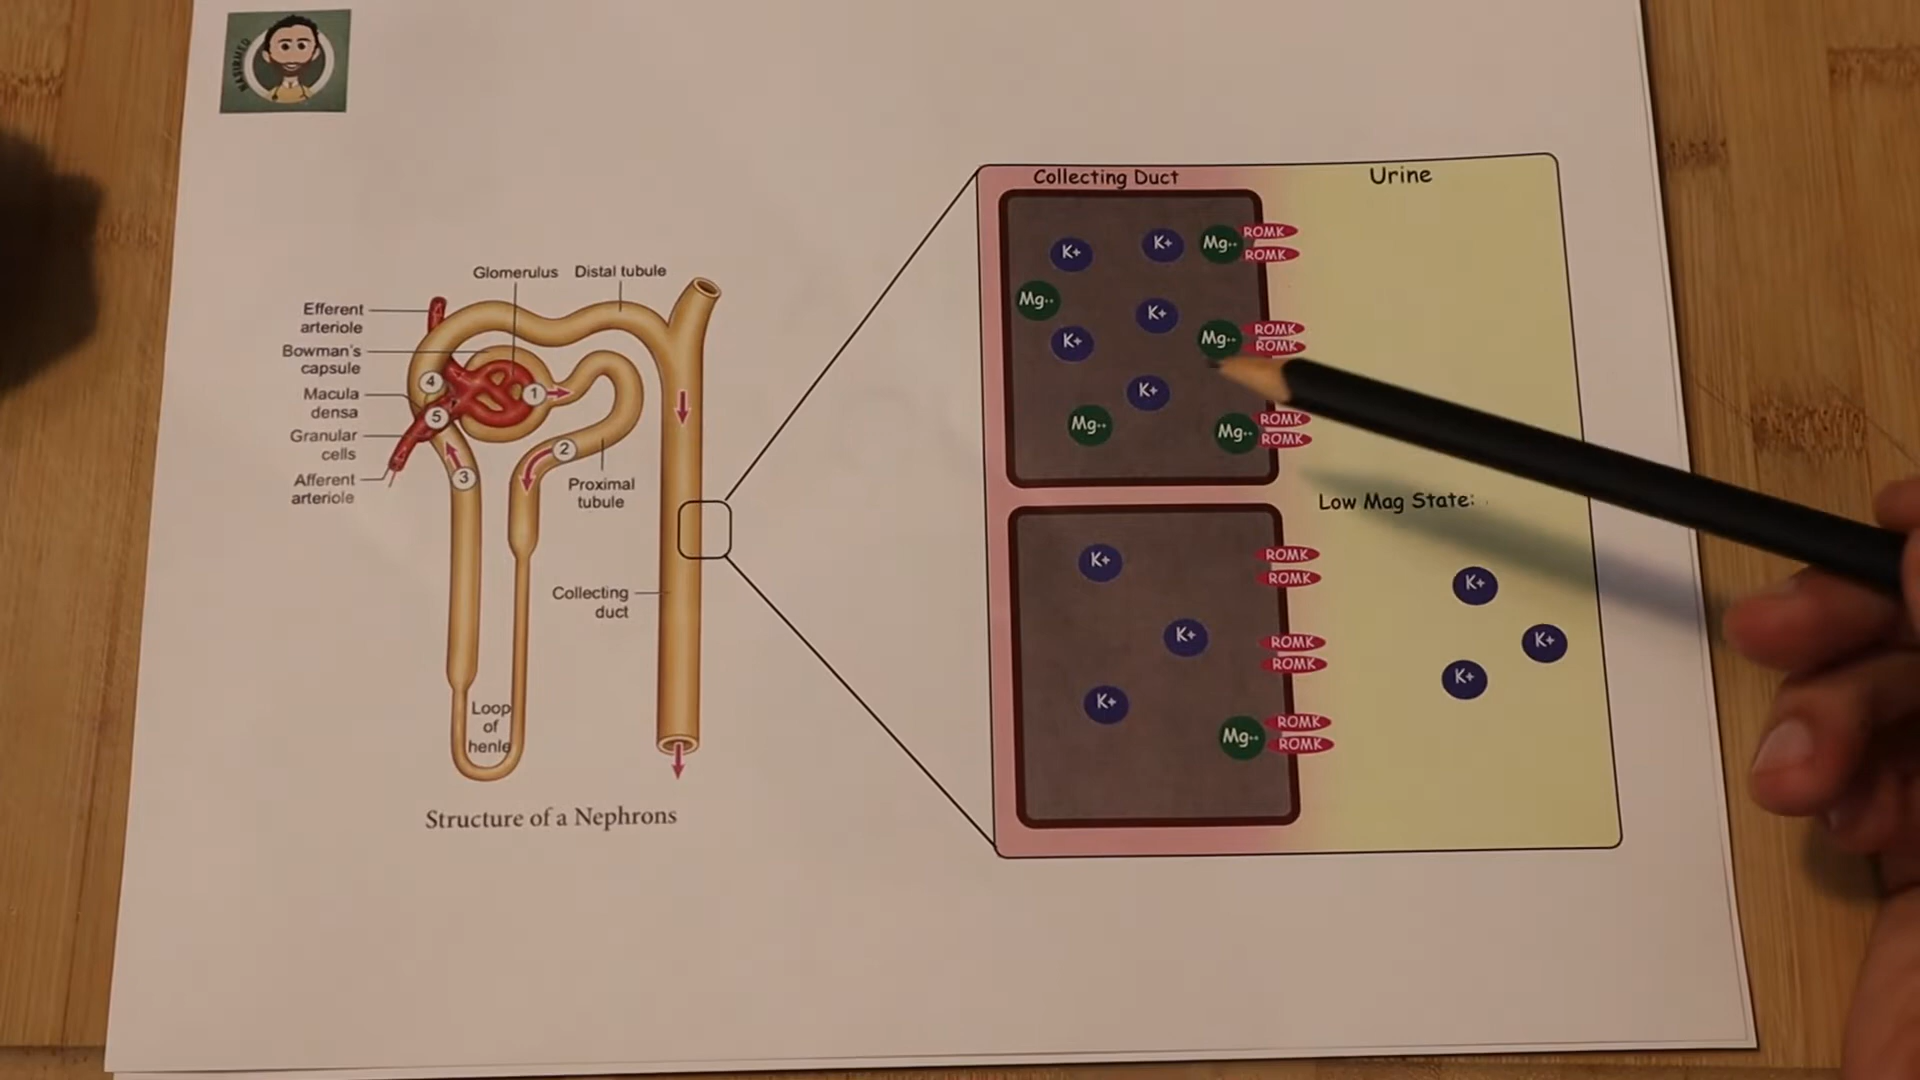 NASIRMED
Glomerulus
Distal tubule
Efferent
arteriole
Bowman's
capsule
Macula
densa
Granular
cells
Afferent
arteriole
4
1
5
2
3
Proximal
tubule
Collecting
duct
Loop
of
henle
Structure of a Nephrons
Collecting Duct
Urine
K+
K+
Mg++
ROMK
ROMK
Mg++
K+
K+
Mg++
ROMK
ROMK
K+
Mg++
Mg++
ROMK
ROMK
Low Mag State:
K+
ROMK
ROMK
K+
K+
ROMK
ROMK
K+
K+
K+
Mg++
ROMK
ROMK